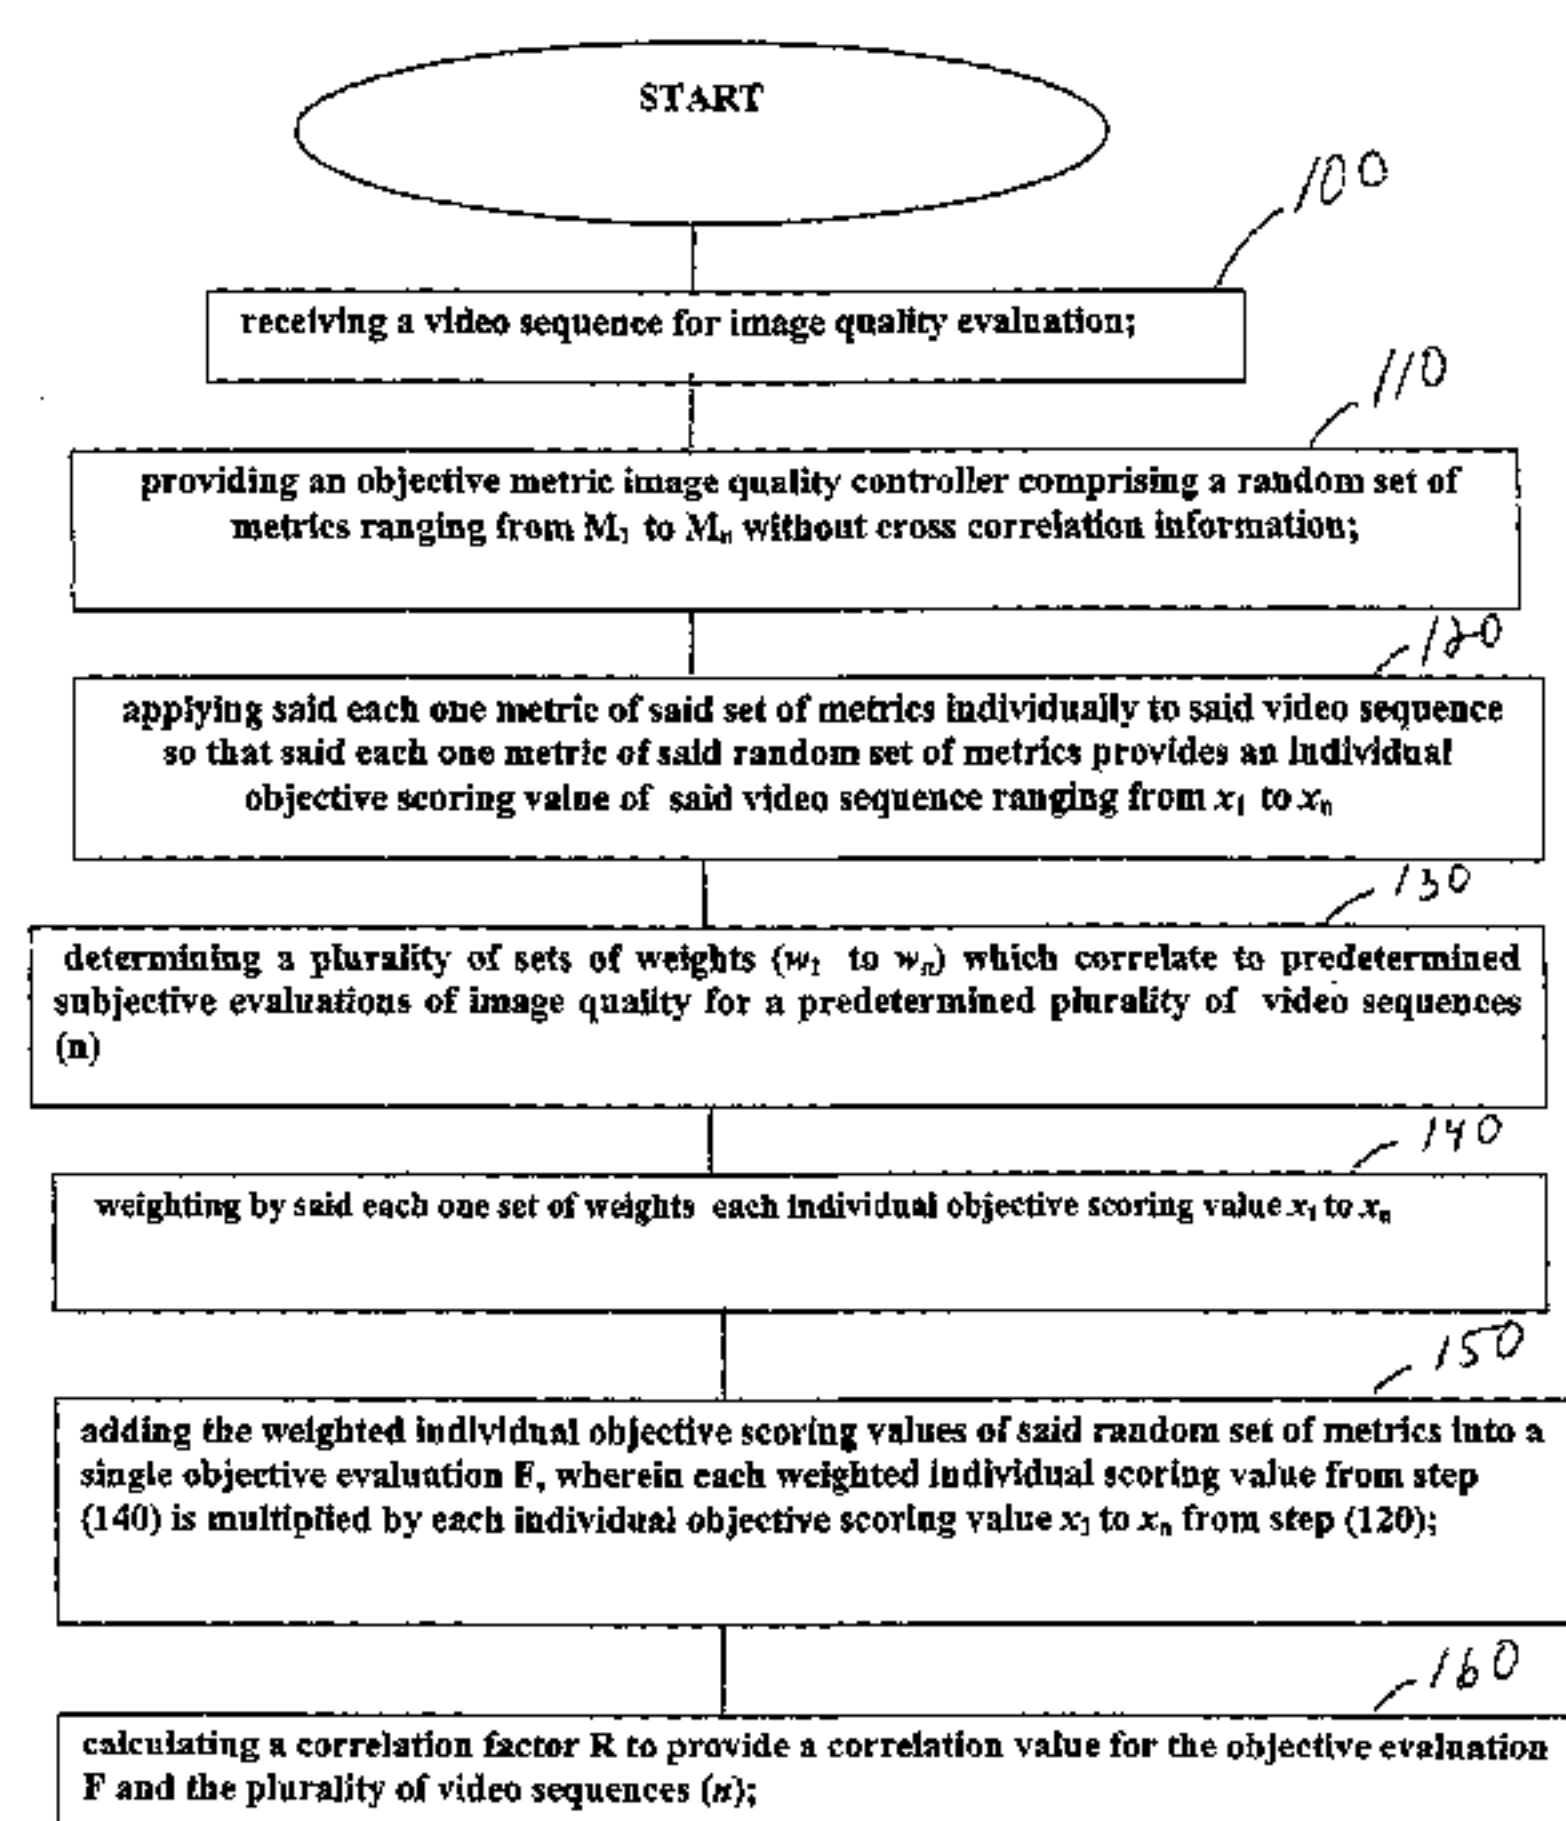 START
100
receiving a video sequence for image quality evaluation;
110
providing an objective metric image quality controller comprising a random set of
metrics ranging from M1 to Mn without cross correlation information;
120
applying said each one metric of said set of metrics individually to said video sequence
so that said each one metric of said random set of metrics provides an individual
objective scoring value of said video sequence ranging from x1 to xn
130
determining a plurality of sets of weights (w1 to wn) which correlate to predetermined
subjective evaluations of image quality for a predetermined plurality of video sequences
(n)
140
weighting by said each one set of weights each individual objective scoring value x1 to xn
150
adding the weighted individual objective scoring values of said random set of metrics into a
single objective evaluation F, wherein each weighted individual scoring value from step
(140) is multiplied by each individual objective scoring value x1 to xn from step (120);
160
calculating a correlation factor R to provide a correlation value for the objective evaluation
F and the plurality of video sequences (n);